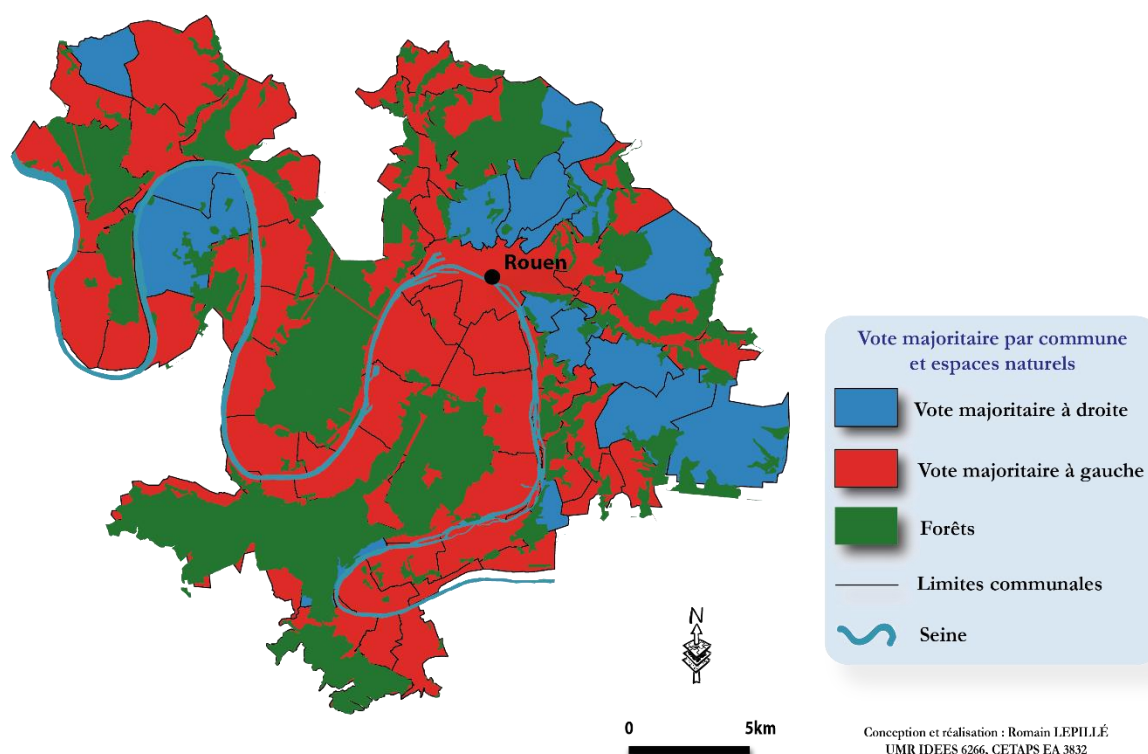 Rouen
Vote majoritaire par commune
et espaces naturels
Vote majoritaire à droite
Vote majoritaire à gauche
Forêts
Limites communales
Seine
N
0 5km
Conception et réalisation : Romain LEPILLÉ
UMR IDEES 6266, CETAPS EA 3832